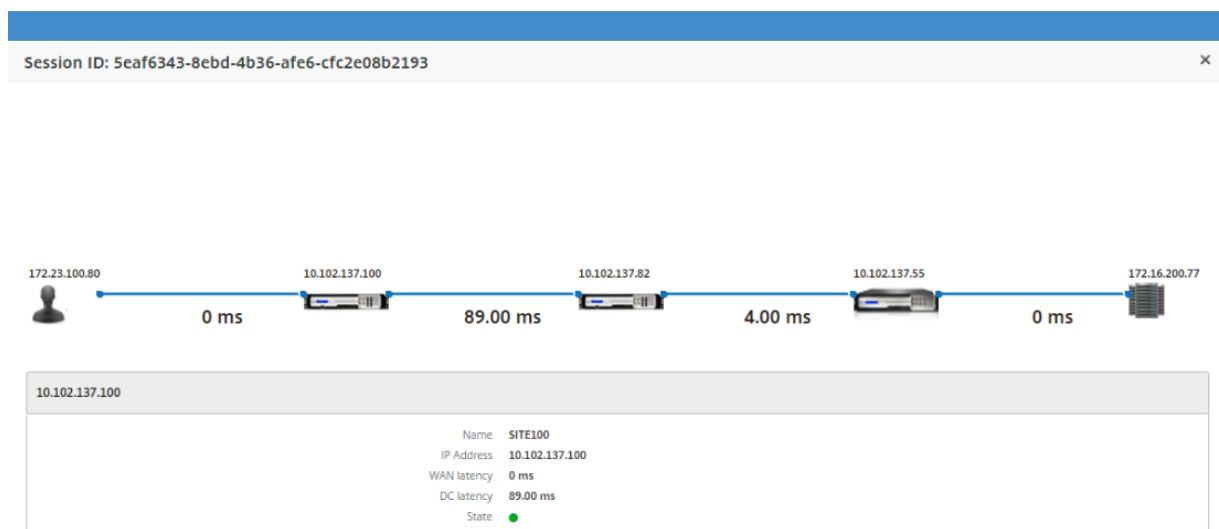 Session ID: 5eaf6343-8ebd-4b36-afe6-cfc2e08b2193 ×
172.23.100.80 10.102.137.100 10.102.137.82 10.102.137.55 172.16.200.77
0 ms 89.00 ms 4.00 ms 0 ms
10.102.137.100
Name SITE100
IP Address 10.102.137.100
WAN latency 0 ms
DC latency 89.00 ms
State